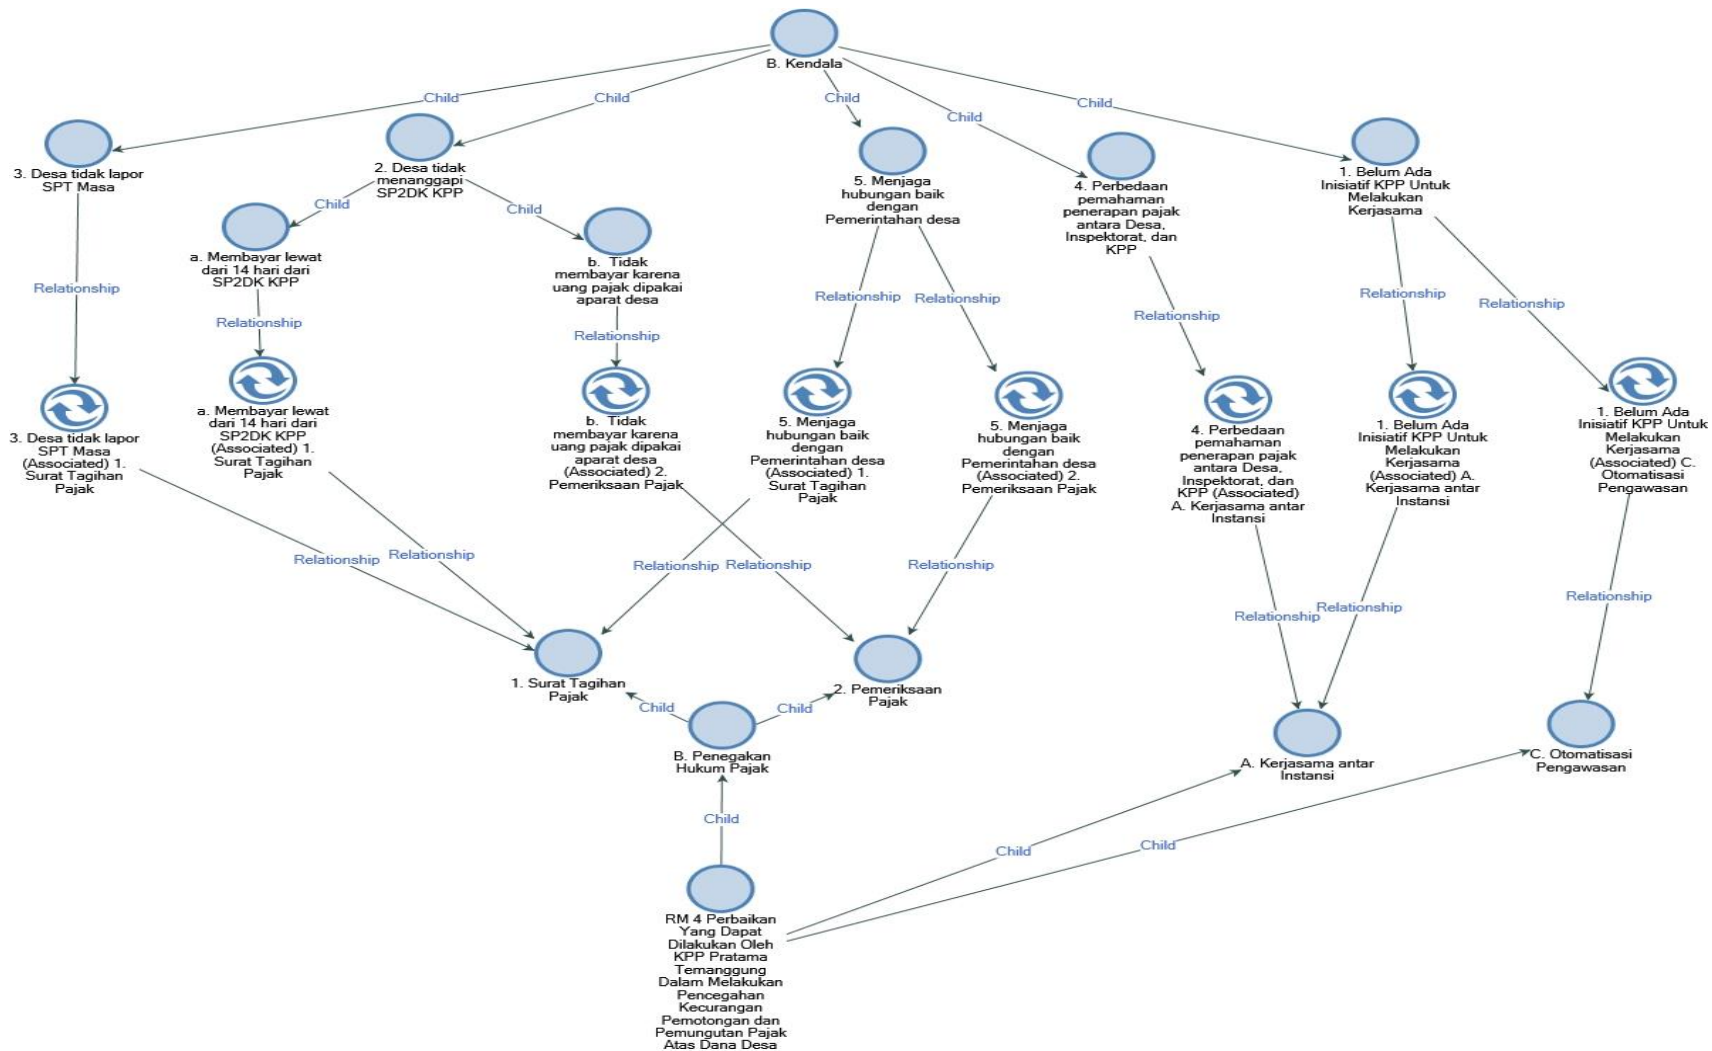 B. Kendala
Child
Child
Child
Child
Child
3. Desa tidak lapor
SPT Masa
2. Desa tidak
menanggapi
SP2DK KPP
5. Menjaga
hubungan baik
dengan
Pemerintahan desa
4. Perbedaan
pemahaman
penerapan pajak
antara Desa,
Inspektorat, dan
KPP
1. Belum Ada
Inisiatif KPP Untuk
Melakukan
Kerjasama
Child
Child
a. Membayar lewat
dari 14 hari dari
SP2DK KPP
b. Tidak
membayar karena
uang pajak dipakai
aparat desa
Relationship
Relationship
Relationship
Relationship
Relationship
Relationship
Relationship
Relationship
3. Desa tidak lapor
SPT Masa
(Associated) 1.
Surat Tagihan
Pajak
a. Membayar lewat
dari 14 hari dari
SP2DK KPP
(Associated) 1.
Surat Tagihan
Pajak
b. Tidak
membayar karena
uang pajak dipakai
aparat desa
(Associated) 2.
Pemeriksaan Pajak
5. Menjaga
hubungan baik
dengan
Pemerintahan desa
(Associated) 1.
Surat Tagihan
Pajak
5. Menjaga
hubungan baik
dengan
Pemerintahan desa
(Associated) 2.
Pemeriksaan Pajak
4. Perbedaan
pemahaman
penerapan pajak
antara Desa,
Inspektorat, dan
KPP (Associated)
A. Kerjasama antar
Instansi
1. Belum Ada
Inisiatif KPP Untuk
Melakukan
Kerjasama
(Associated) A.
Kerjasama antar
Instansi
1. Belum Ada
Inisiatif KPP Untuk
Melakukan
Kerjasama
(Associated) C.
Otomatisasi
Pengawasan
Relationship
Relationship
Relationship
Relationship
Relationship
Relationship
Relationship
Relationship
1. Surat Tagihan
Pajak
2. Pemeriksaan
Pajak
Child
Child
B. Penegakan
Hukum Pajak
A. Kerjasama antar
Instansi
C. Otomatisasi
Pengawasan
Child
Child
Child
RM 4 Perbaikan
Yang Dapat
Dilakukan Oleh
KPP Pratama
Temanggung
Dalam Melakukan
Pencegahan
Kecurangan
Pemotongan dan
Pemungutan Pajak
Atas Dana Desa